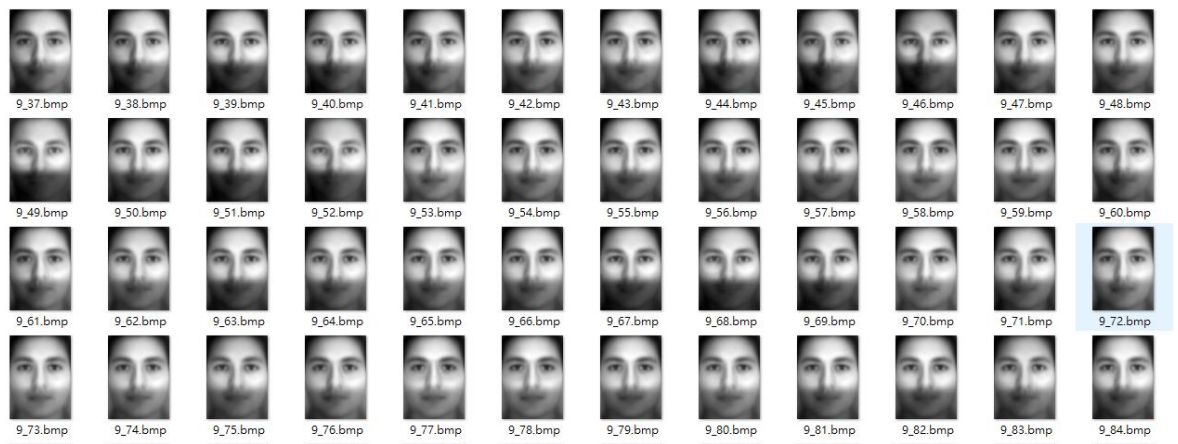 9_37.bmp 9_38.bmp 9_39.bmp 9_40.bmp 9_41.bmp 9_42.bmp 9_43.bmp 9_44.bmp 9_45.bmp 9_46.bmp 9_47.bmp 9_48.bmp
9_49.bmp 9_50.bmp 9_51.bmp 9_52.bmp 9_53.bmp 9_54.bmp 9_55.bmp 9_56.bmp 9_57.bmp 9_58.bmp 9_59.bmp 9_60.bmp
9_61.bmp 9_62.bmp 9_63.bmp 9_64.bmp 9_65.bmp 9_66.bmp 9_67.bmp 9_68.bmp 9_69.bmp 9_70.bmp 9_71.bmp 9_72.bmp
9_73.bmp 9_74.bmp 9_75.bmp 9_76.bmp 9_77.bmp 9_78.bmp 9_79.bmp 9_80.bmp 9_81.bmp 9_82.bmp 9_83.bmp 9_84.bmp